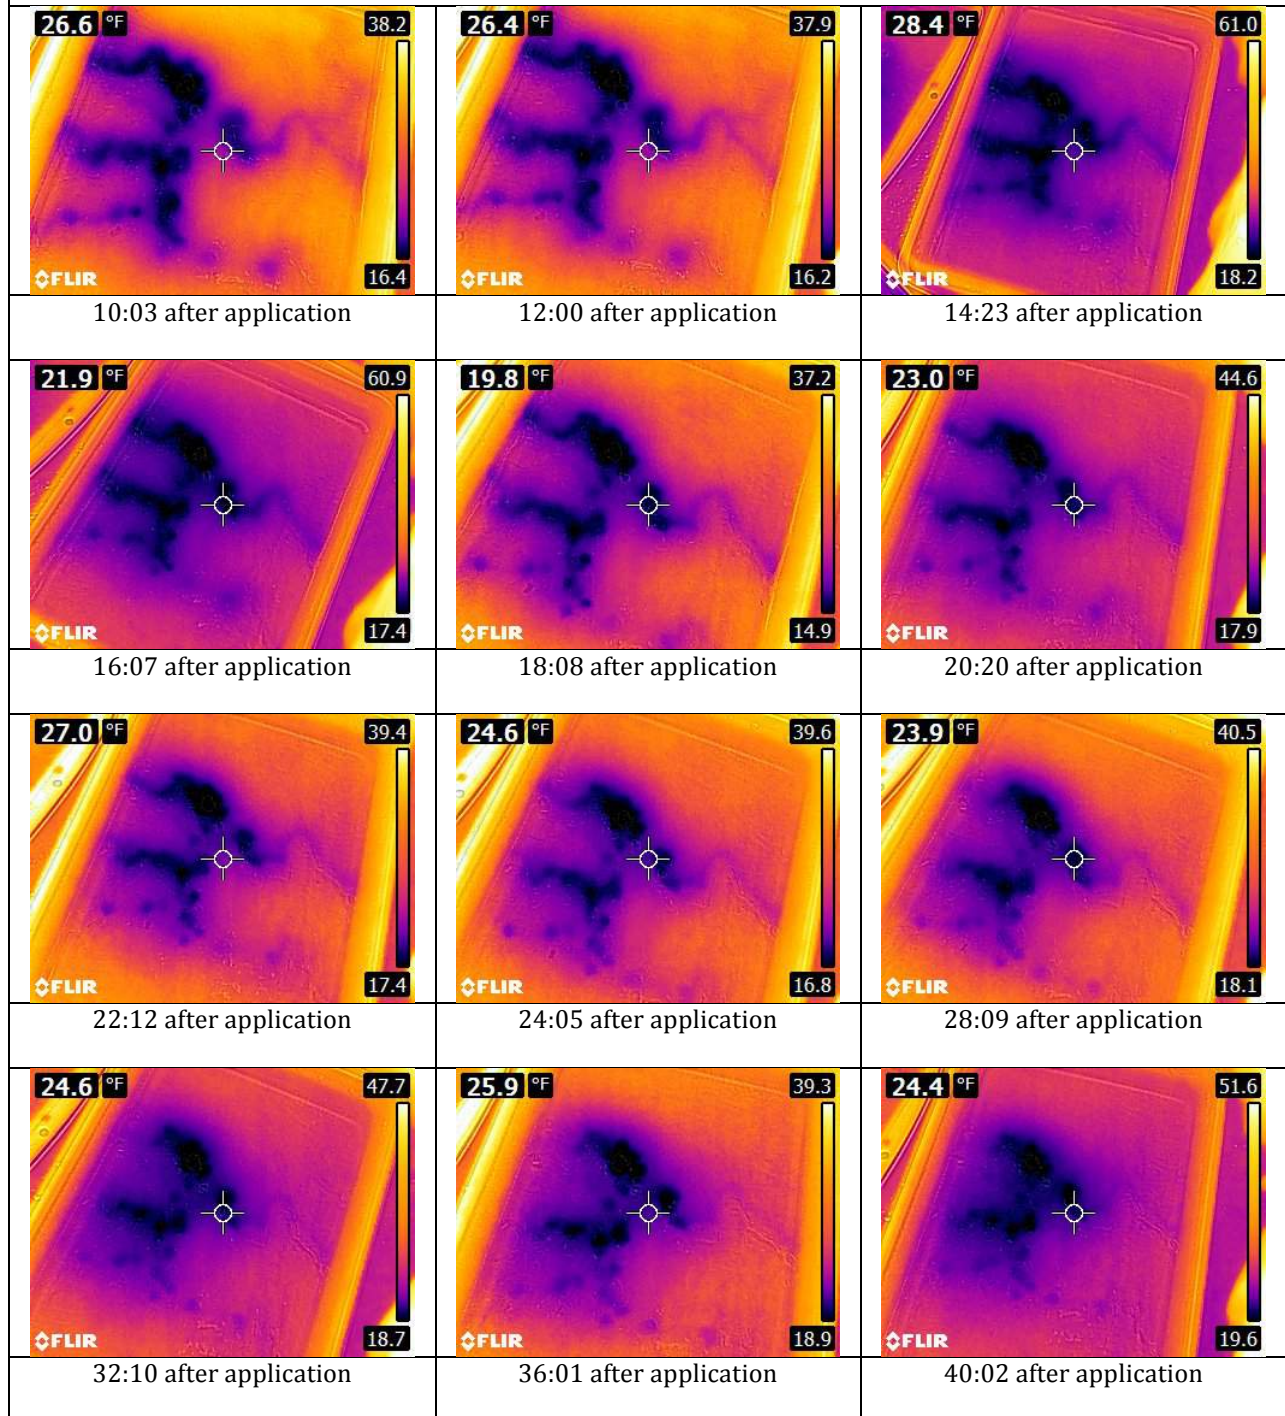 26.6 °F 38.2
FLIR 16.4
10:03 after application
26.4 °F 37.9
FLIR 16.2
12:00 after application
28.4 °F 61.0
FLIR 18.2
14:23 after application
21.9 °F 60.9
FLIR 17.4
16:07 after application
19.8 °F 37.2
FLIR 14.9
18:08 after application
23.0 °F 44.6
FLIR 17.9
20:20 after application
27.0 °F 39.4
FLIR 17.4
22:12 after application
24.6 °F 39.6
FLIR 16.8
24:05 after application
23.9 °F 40.5
FLIR 18.1
28:09 after application
24.6 °F 47.7
FLIR 18.7
32:10 after application
25.9 °F 39.3
FLIR 18.9
36:01 after application
24.4 °F 51.6
FLIR 19.6
40:02 after application